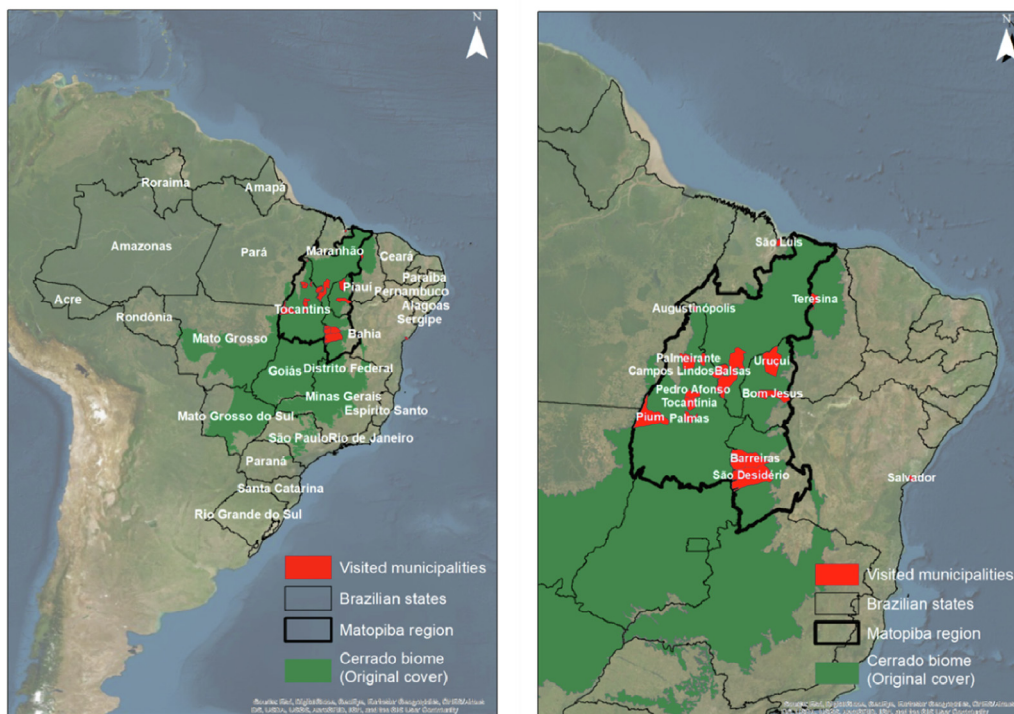 N
Roraima
Amapá
Amazonas
Pará
Maranhão
Ceará
Paraíba
Piauí
Pernambuco
Acre
Alagoas
Tocantins
Sergipe
Rondônia
Mato Grosso
Bahia
Goiás
Distrito Federal
Minas Gerais
Mato Grosso do Sul
Espírito Santo
São Paulo
Rio de Janeiro
Paraná
Santa Catarina
Rio Grande do Sul
Visited municipalities
Brazilian states
Matopiba region
Cerrado biome
(Original cover)
N
São Luís
Teresina
Augustinópolis
Palmeirante
Uruçuí
Campos Lindos
Balsas
Pedro Afonso
Bom Jesus
Tocantínia
Pium
Palmas
Barreiras
São Desidério
Salvador
Visited municipalities
Brazilian states
Matopiba region
Cerrado biome
(Original cover)